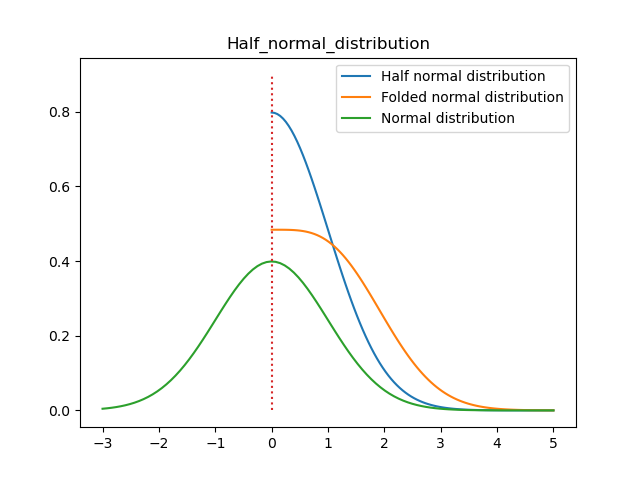 Half_normal_distribution
Half normal distribution
Folded normal distribution
Normal distribution
0.8
0.6
0.4
0.2
0.0
−3 −2 −1 0 1 2 3 4 5